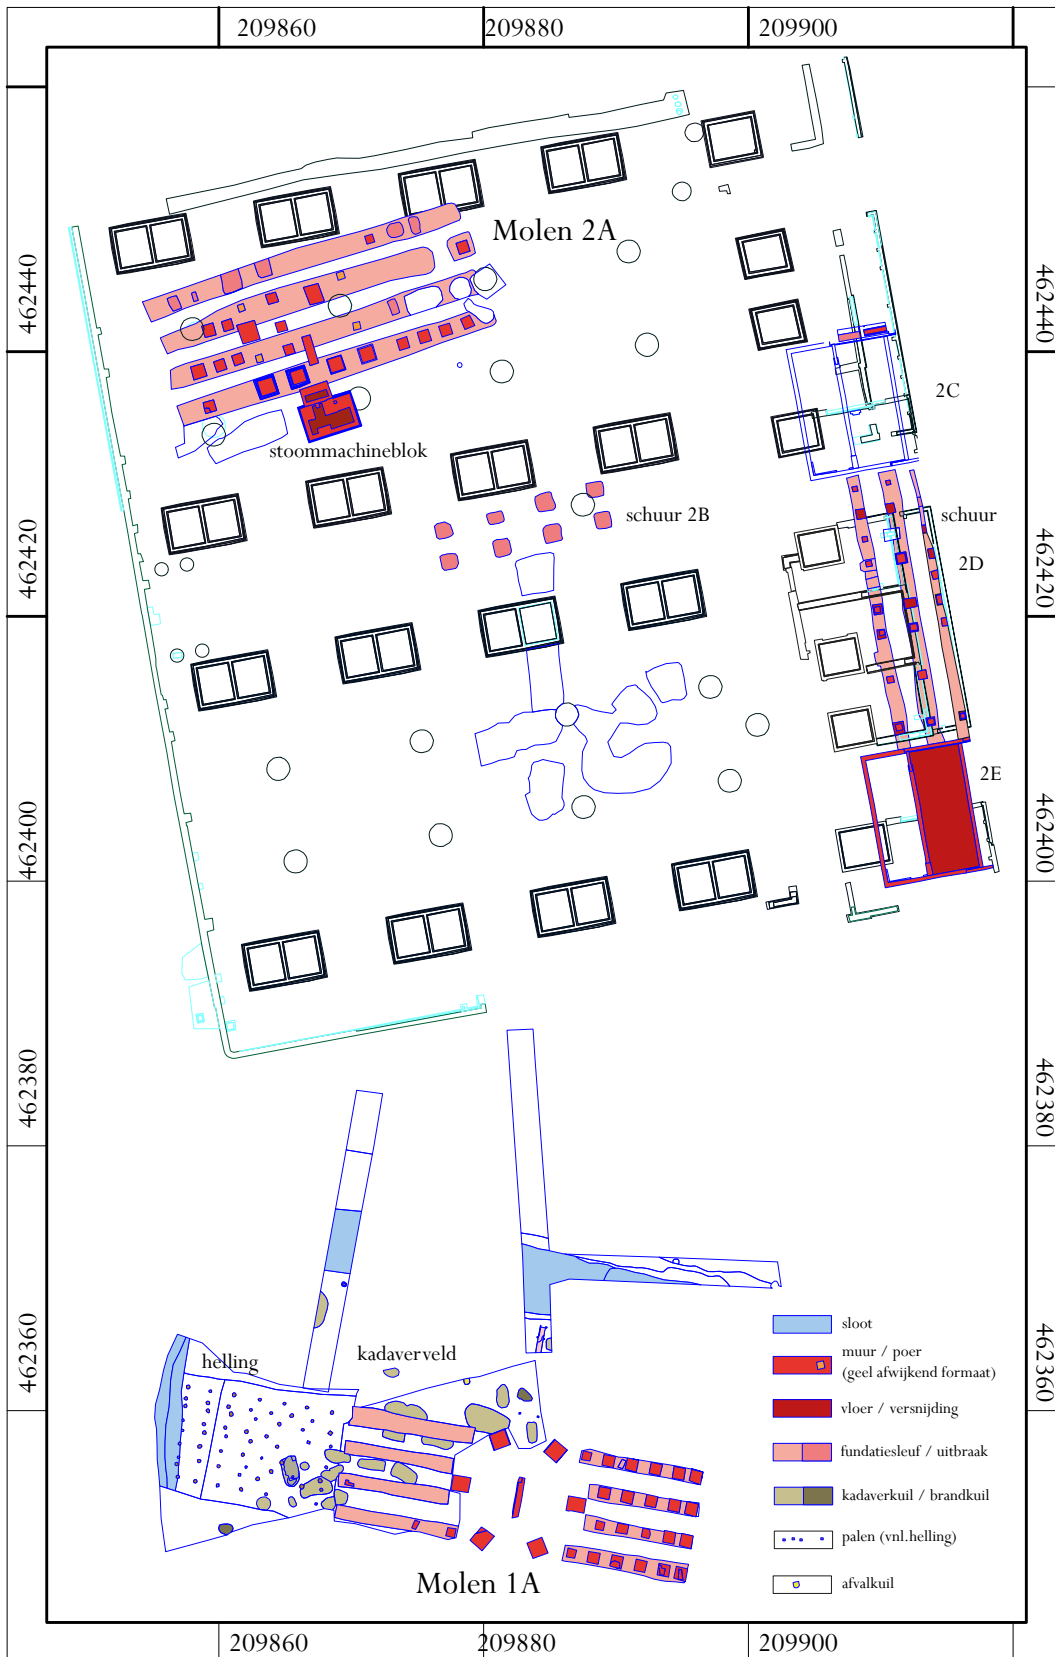 209860
209880
209900
Molen 2A
462440
462440
2C
stoommachineblok
schuur 2B
schuur
2D
462420
462420
2E
462400
462400
462380
462380
462360
462360
helling
kadaverveld
Molen 1A
sloot
muur / poer
(geel afwijkend formaat)
vloer / versnijding
fundatiesleuf / uitbraak
kadaverkuil / brandkuil
palen (vnl.helling)
afvalkuil
209860
209880
209900